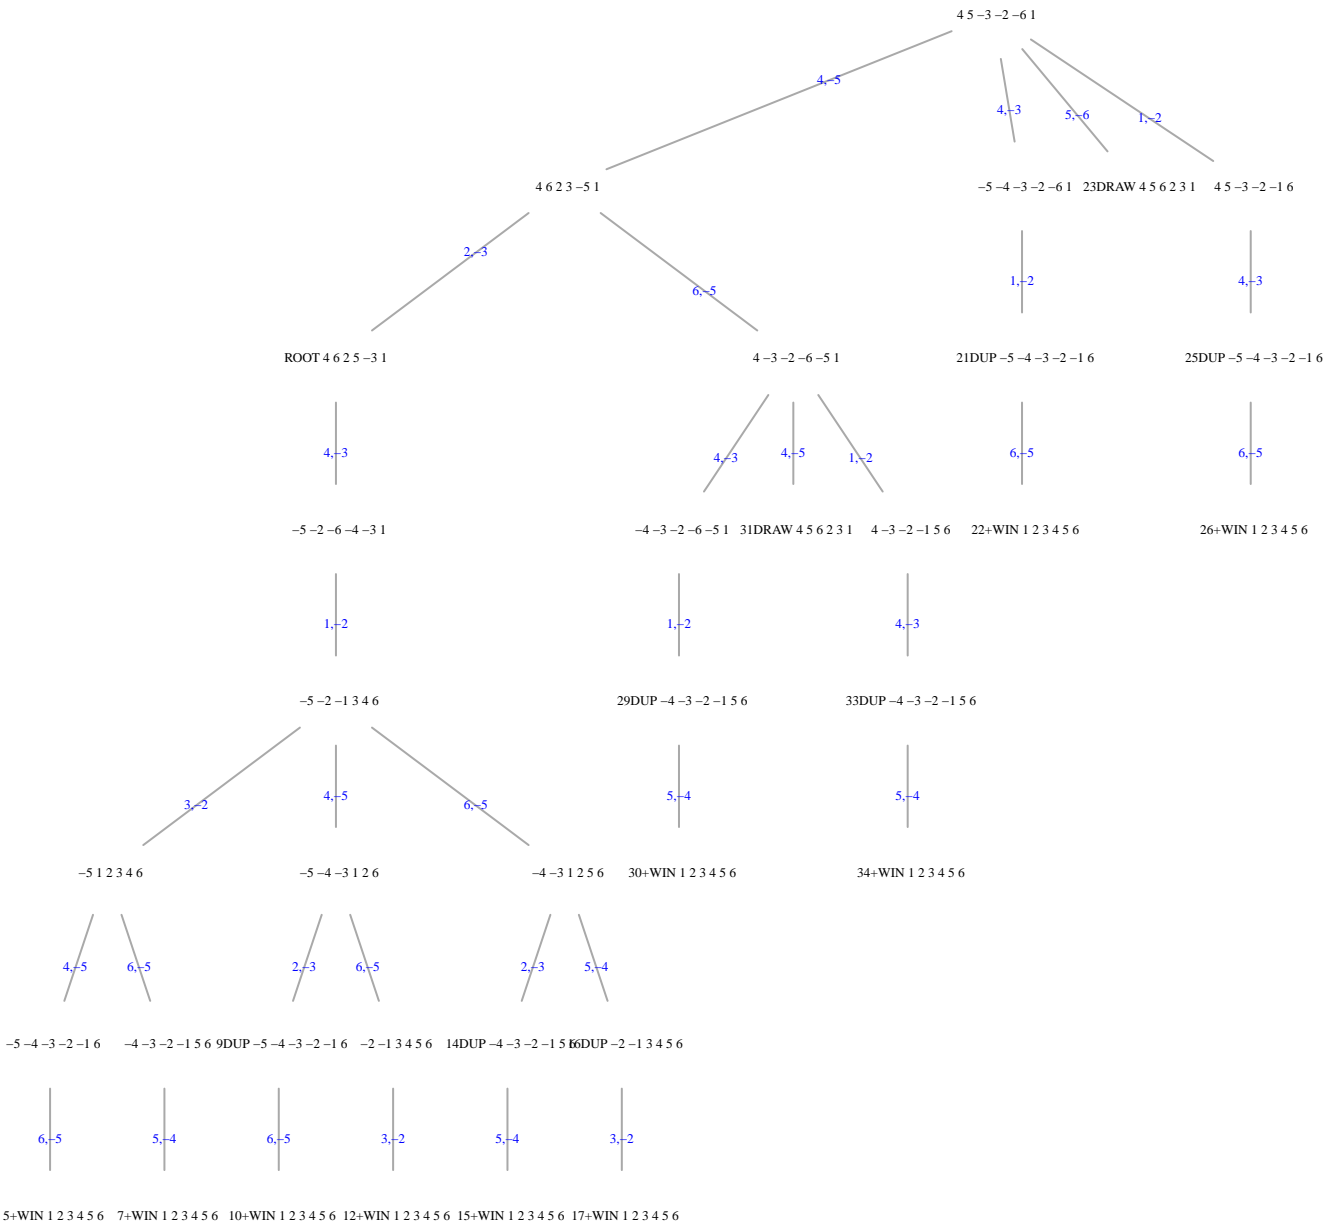 4 5 −3 −2 −6 1
4,−5
4,−3
5,−6
1,−2
4 6 2 3 −5 1
−5 −4 −3 −2 −6 1
23DRAW 4 5 6 2 3 1
4 5 −3 −2 −1 6
2,−3
6,−5
1,−2
4,−3
ROOT 4 6 2 5 −3 1
4 −3 −2 −6 −5 1
21DUP −5 −4 −3 −2 −1 6
25DUP −5 −4 −3 −2 −1 6
4,−3
4,−3
4,−5
1,−2
6,−5
6,−5
−5 −2 −6 −4 −3 1
−4 −3 −2 −6 −5 1
31DRAW 4 5 6 2 3 1
4 −3 −2 −1 5 6
22+WIN 1 2 3 4 5 6
26+WIN 1 2 3 4 5 6
1,−2
1,−2
4,−3
−5 −2 −1 3 4 6
29DUP −4 −3 −2 −1 5 6
33DUP −4 −3 −2 −1 5 6
3,−2
4,−5
6,−5
5,−4
5,−4
−5 1 2 3 4 6
−5 −4 −3 1 2 6
−4 −3 1 2 5 6
30+WIN 1 2 3 4 5 6
34+WIN 1 2 3 4 5 6
4,−5
6,−5
2,−3
6,−5
2,−3
5,−4
−5 −4 −3 −2 −1 6
−4 −3 −2 −1 5 6
9DUP −5 −4 −3 −2 −1 6
−2 −1 3 4 5 6
14DUP −4 −3 −2 −1 5 6
16DUP −2 −1 3 4 5 6
6,−5
5,−4
6,−5
3,−2
5,−4
3,−2
5+WIN 1 2 3 4 5 6
7+WIN 1 2 3 4 5 6
10+WIN 1 2 3 4 5 6
12+WIN 1 2 3 4 5 6
15+WIN 1 2 3 4 5 6
17+WIN 1 2 3 4 5 6